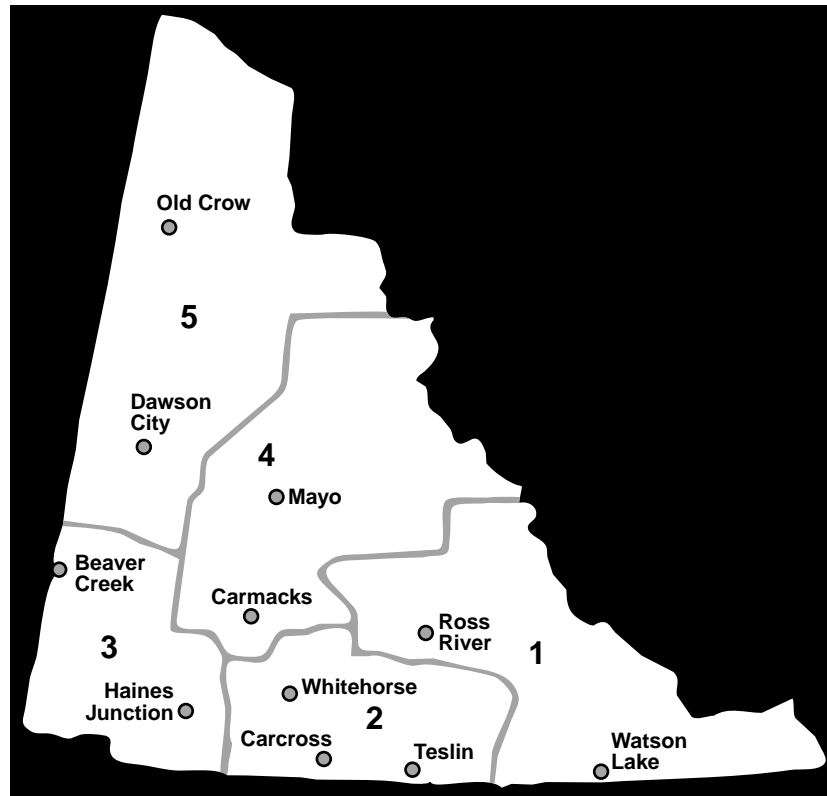 Old Crow
5
Dawson
City
4
Mayo
Beaver
Creek
Carmacks
Ross
River
3
1
Haines
Junction
Whitehorse
2
Carcross
Teslin
Watson
Lake